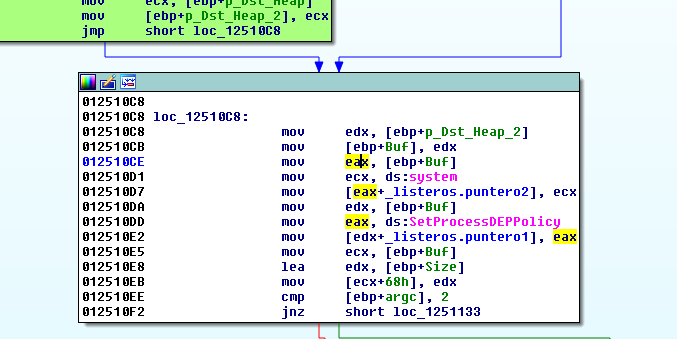 mov ecx, [ebp+p_Dst_Heap]
mov [ebp+p_Dst_Heap_2], ecx
jmp short loc_12510C8
012510C8
012510C8 loc_12510C8:
012510C8 mov edx, [ebp+p_Dst_Heap_2]
012510CB mov [ebp+Buf], edx
012510CE mov eax, [ebp+Buf]
012510D1 mov ecx, ds:system
012510D7 mov [eax+_listeros.puntero2], ecx
012510DA mov edx, [ebp+Buf]
012510DD mov eax, ds:SetProcessDEPPolicy
012510E2 mov [edx+_listeros.puntero1], eax
012510E5 mov ecx, [ebp+Buf]
012510E8 lea edx, [ebp+Size]
012510EB mov [ecx+68h], edx
012510EE cmp [ebp+argc], 2
012510F2 jnz short loc_1251133